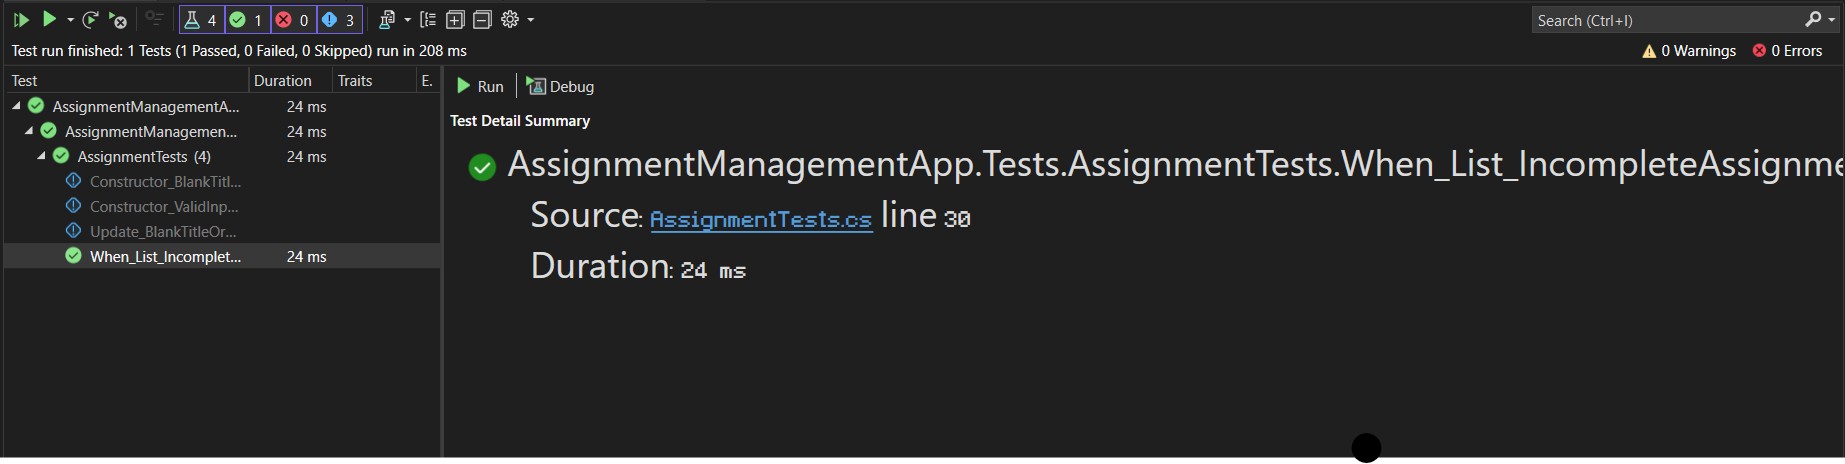 4 1 0 3 Search (Ctrl+I)
Test run finished: 1 Tests (1 Passed, 0 Failed, 0 Skipped) run in 208 ms 0 Warnings 0 Errors
Test Duration Traits E.
AssignmentManagementA... 24 ms
AssignmentManagemen... 24 ms
AssignmentTests (4) 24 ms
Constructor_BlankTitl...
Constructor_ValidInp...
Update_BlankTitleOr...
When_List_Incomplet... 24 ms
Run Debug
Test Detail Summary
AssignmentManagementApp.Tests.AssignmentTests.When_List_IncompleteAssignme
Source: AssignmentTests.cs line 30
Duration: 24 ms